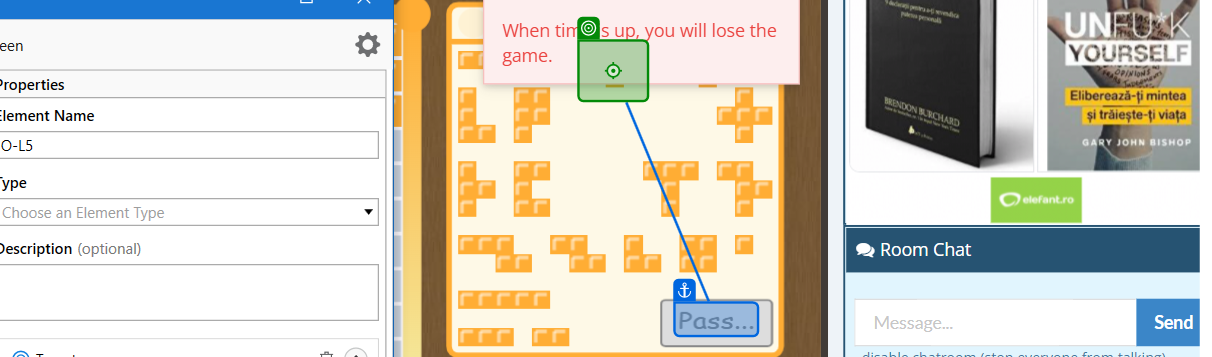 een
Properties
Element Name
O-L5
Type
Choose an Element Type
Description (optional)
When tim s up, you will lose the
game.
Pass...
BRENDON BURCHARD
UNFU*K
YOURSELF
Eliberează-ți mintea
și trăiește-ți viața
GARY JOHN BISHOP
elefant.ro
Room Chat
Message...
Send
disable chatroom (stop everyone from talking)